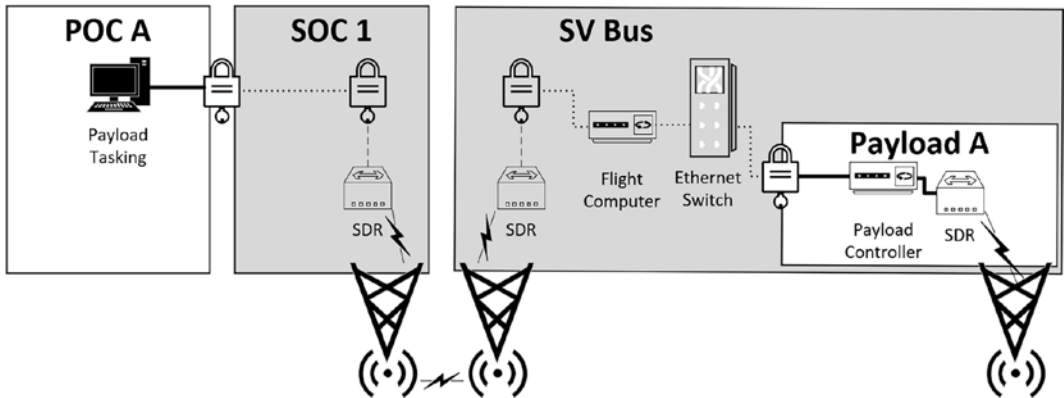 POC A
SOC 1
SV Bus
Payload
Tasking
SDR
SDR
Flight
Computer
Ethernet
Switch
Payload A
Payload
Controller
SDR